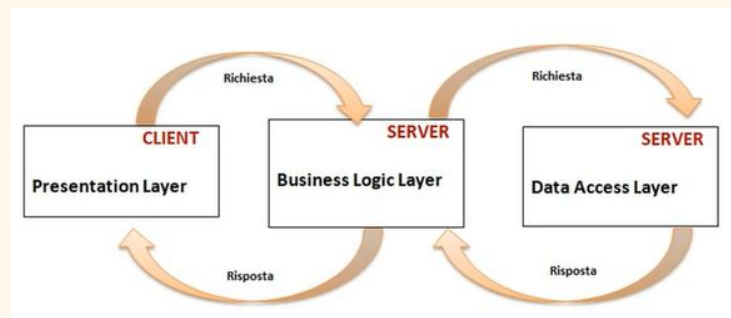 Richiesta
Richiesta
CLIENT
Presentation Layer
SERVER
Business Logic Layer
SERVER
Data Access Layer
Risposta
Risposta